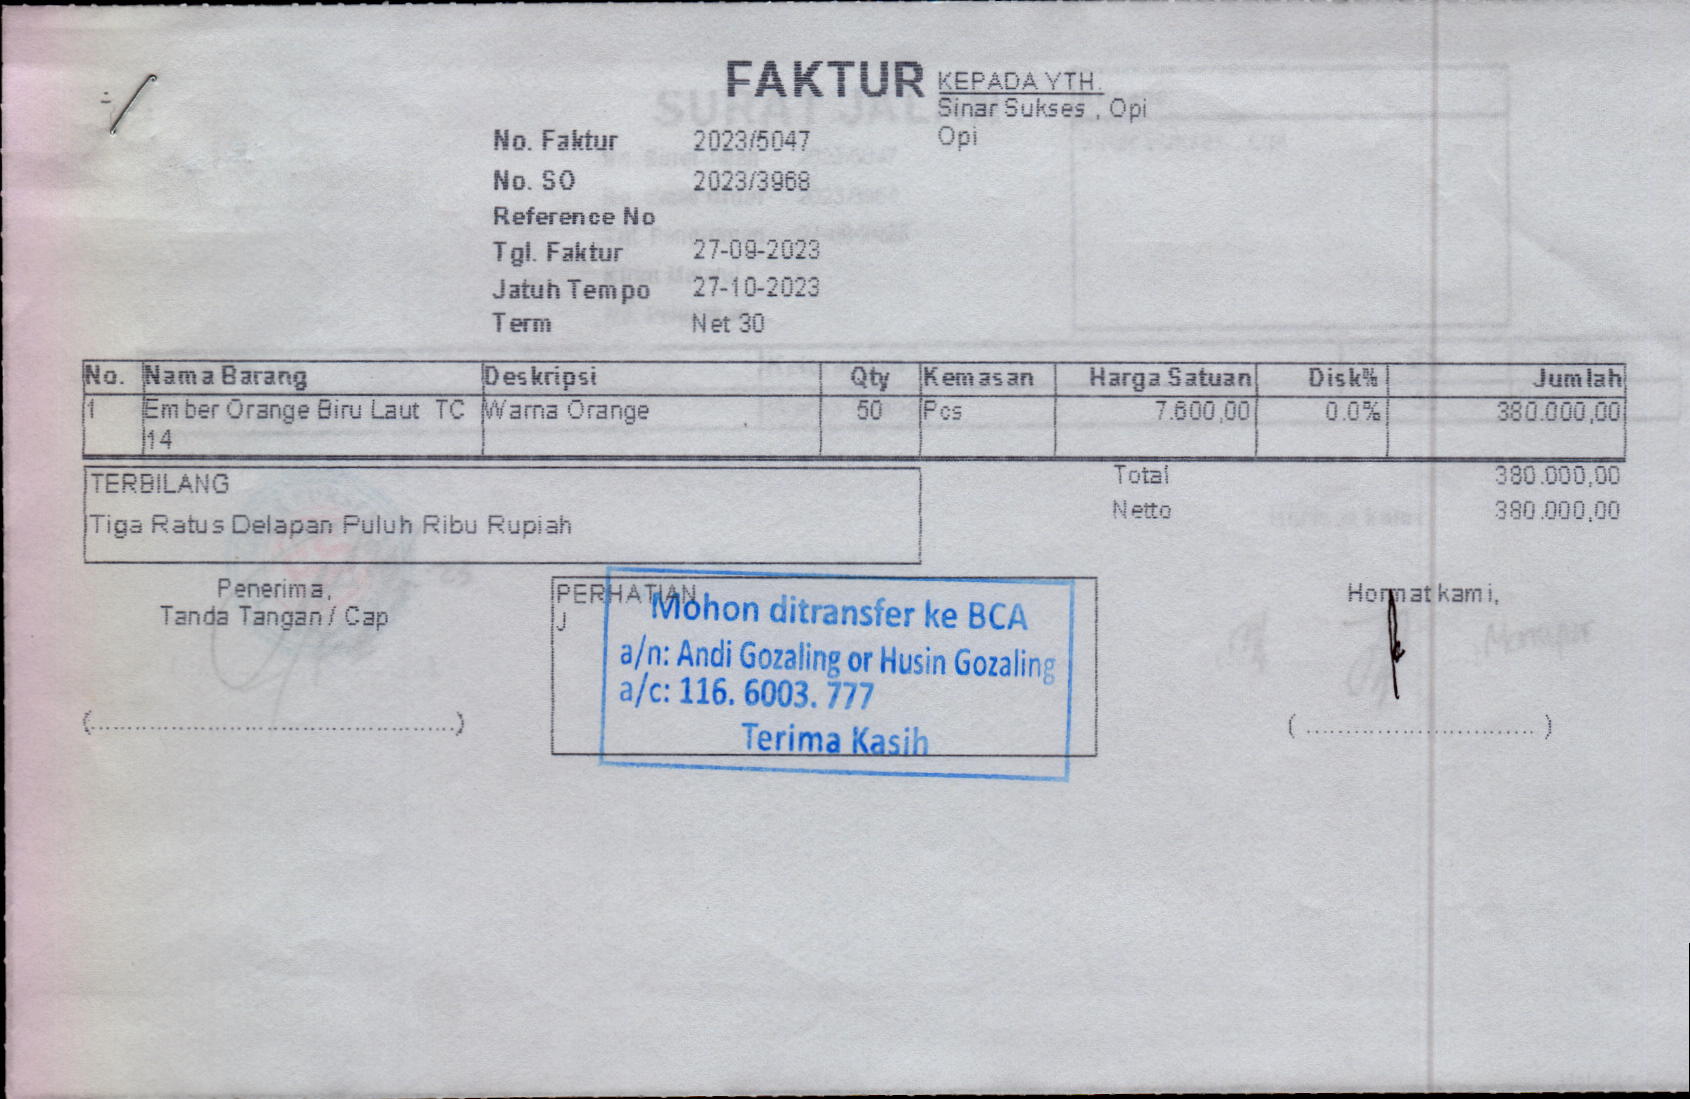 FAKTUR
KEPADA YTH.
Sinar Sukses , Opi
Opi
No. Faktur 2023/5047
No. SO 2023/3968
Reference No
Tgl. Faktur 27-09-2023
Jatuh Tempo 27-10-2023
Term Net 30
No. Nama Barang Deskripsi Qty Kemasan Harga Satuan Disk% Jumlah
1 Ember Orange Biru Laut TC Warna Orange 50 Pcs 7.600,00 0.0% 380.000,00
14
Total 380.000,00
Netto 380.000,00
TERBILANG
Tiga Ratus Delapan Puluh Ribu Rupiah
Penerima,
Tanda Tangan / Cap
(............................................)
PERHATIAN
J
Mohon ditransfer ke BCA
a/n: Andi Gozaling or Husin Gozaling
a/c: 116. 6003. 777
Terima Kasih
Hormat kami,
( ............................ )